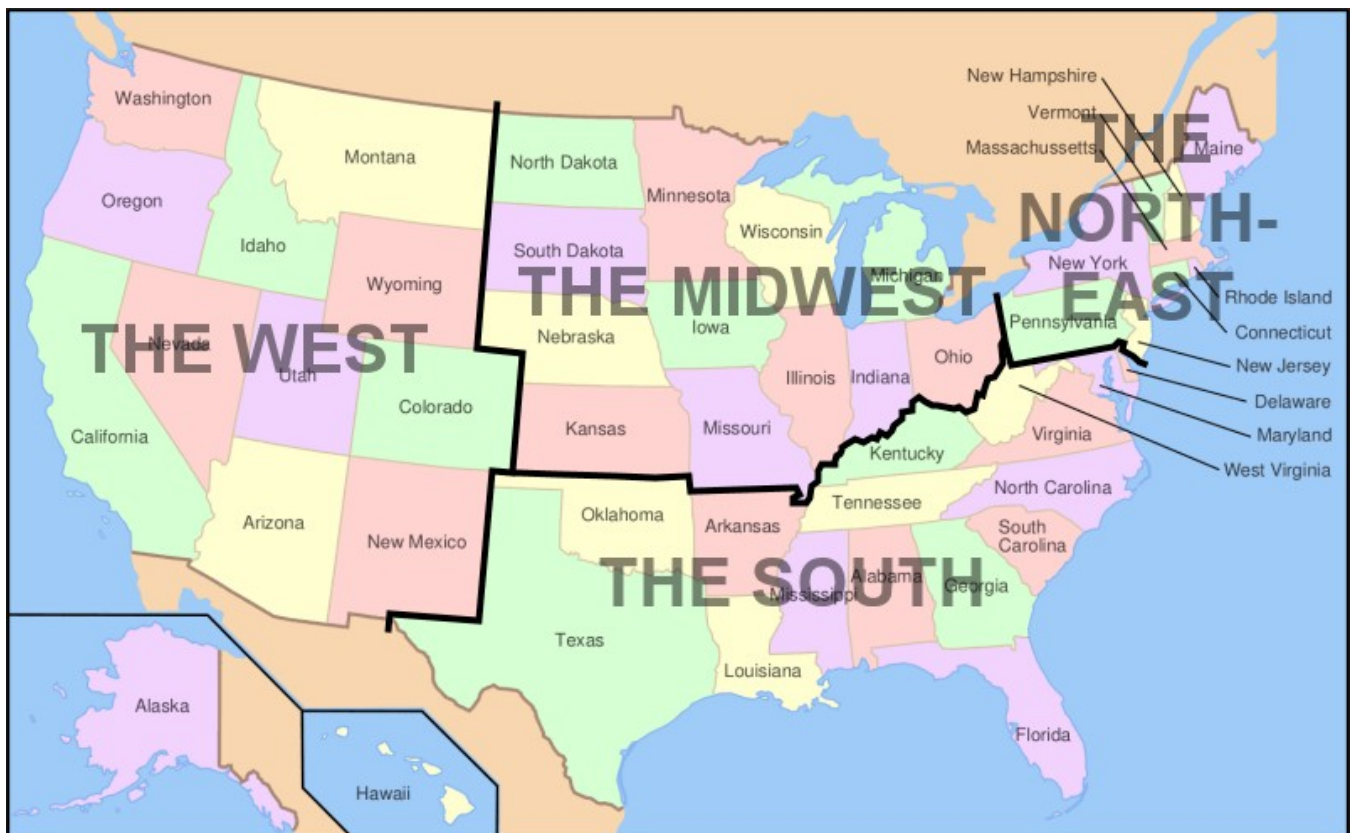 New Hampshire
Vermont
Massachussetts
THE
NORTH-
EAST
Maine
Washington
Montana
North Dakota
Minnesota
Oregon
Idaho
Wyoming
South Dakota
Wisconsin
Michigan
New York
THE MIDWEST
Rhode Island
Connecticut
New Jersey
Delaware
Maryland
West Virginia
Pennsylvania
Nebraska
Iowa
THE WEST
Nevada
Utah
Colorado
California
Kansas
Missouri
Illinois
Indiana
Ohio
Kentucky
Virginia
North Carolina
Tennessee
Arizona
New Mexico
Oklahoma
Arkansas
South
Carolina
THE SOUTH
Mississippi
Alabama
Georgia
Texas
Louisiana
Florida
Alaska
Hawaii